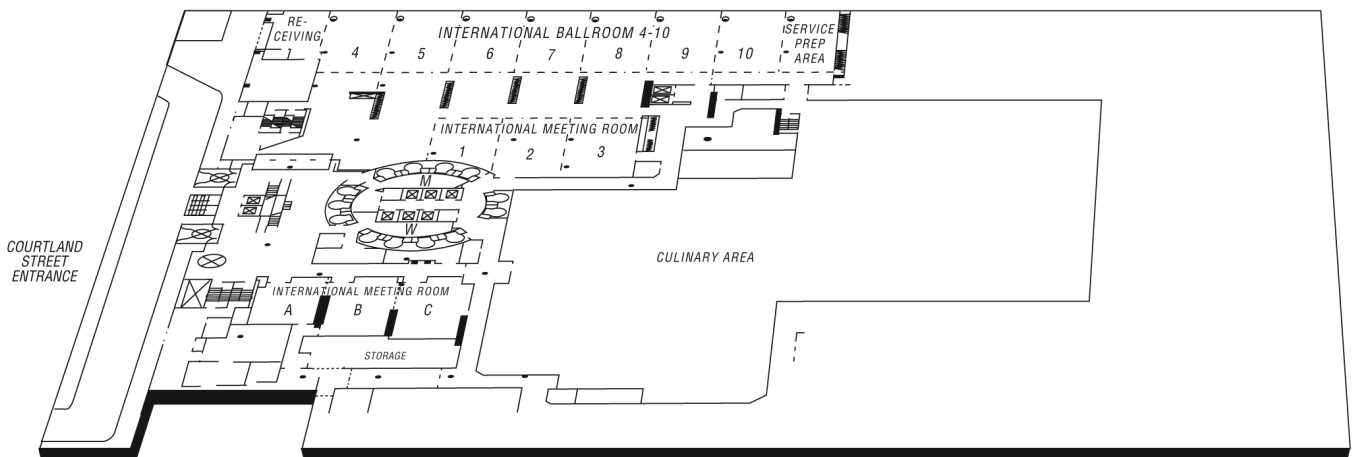 RE-
CEIVING
INTERNATIONAL BALLROOM 4-10
SERVICE
PREP
AREA
4
5
6
7
8
9
10
INTERNATIONAL MEETING ROOM
1
2
3
M
W
COURTLAND
STREET
ENTRANCE
CULINARY AREA
INTERNATIONAL MEETING ROOM
A
B
C
STORAGE